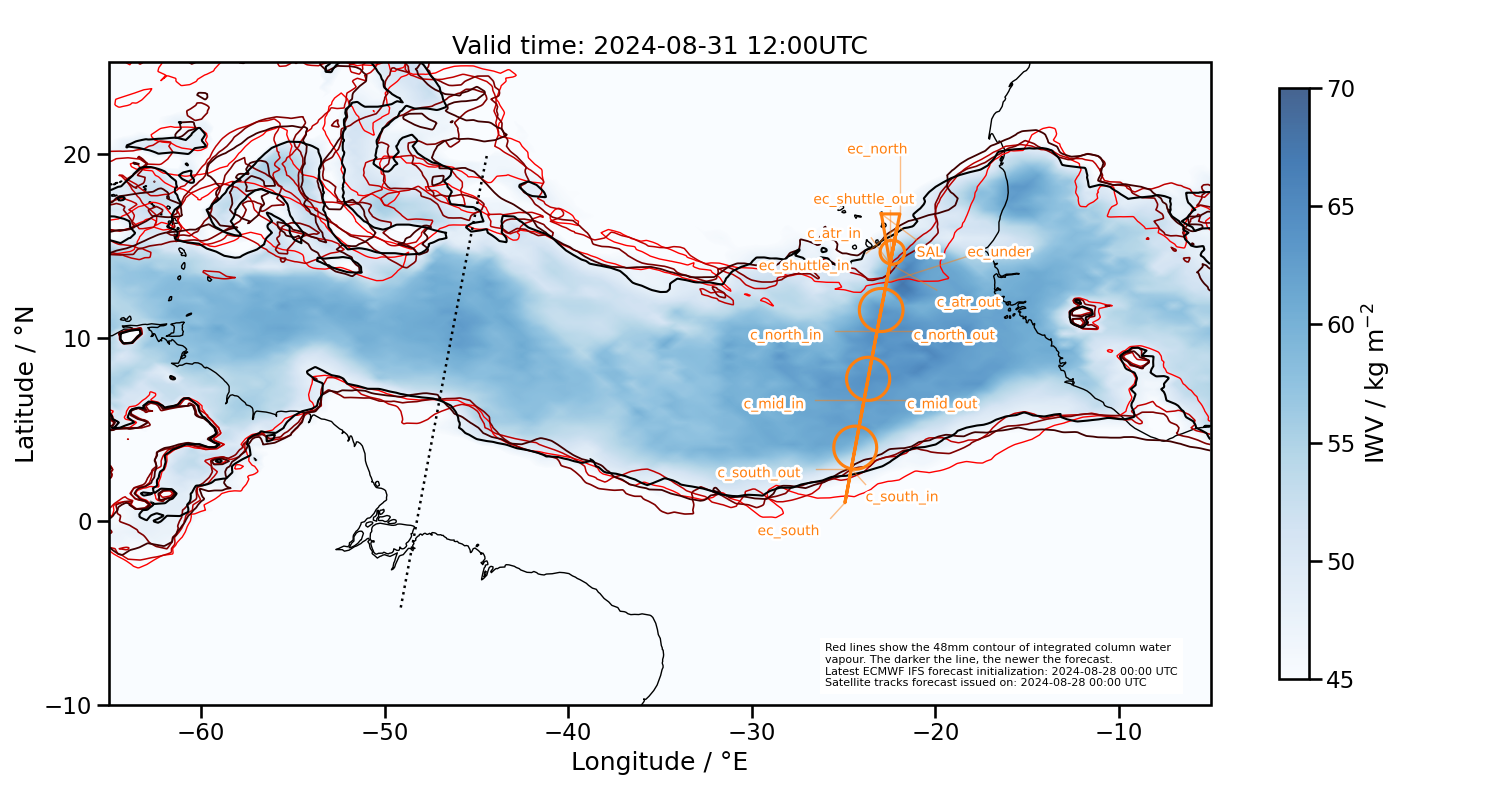 Valid time: 2024-08-31 12:00UTC
Latitude / °N
20
10
0
−10
−60
−50
−40
−30
−20
−10
Longitude / °E
ec_north
ec_shuttle_out
c_atr_in
SAL
ec_under
ec_shuttle_in
c_atr_out
c_north_in
c_north_out
c_mid_in
c_mid_out
c_south_out
c_south_in
ec_south
Red lines show the 48mm contour of integrated column water
vapour. The darker the line, the newer the forecast.
Latest ECMWF IFS forecast initialization: 2024-08-28 00:00 UTC
Satellite tracks forecast issued on: 2024-08-28 00:00 UTC
70
65
60
55
50
45
IWV / kg m⁻²